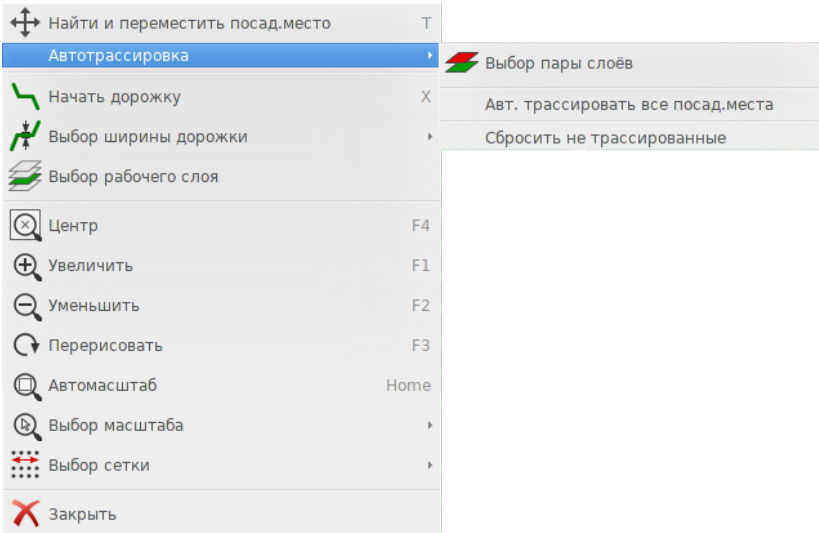 Найти и переместить посад.место T
Автотрассировка
Выбор пары слоёв
Начать дорожку X
Авт. трассировать все посад.места
Выбор ширины дорожки
Сбросить не трассированные
Выбор рабочего слоя
Центр F4
Увеличить F1
Уменьшить F2
Перерисовать F3
Автомасштаб Home
Выбор масштаба
Выбор сетки
Закрыть